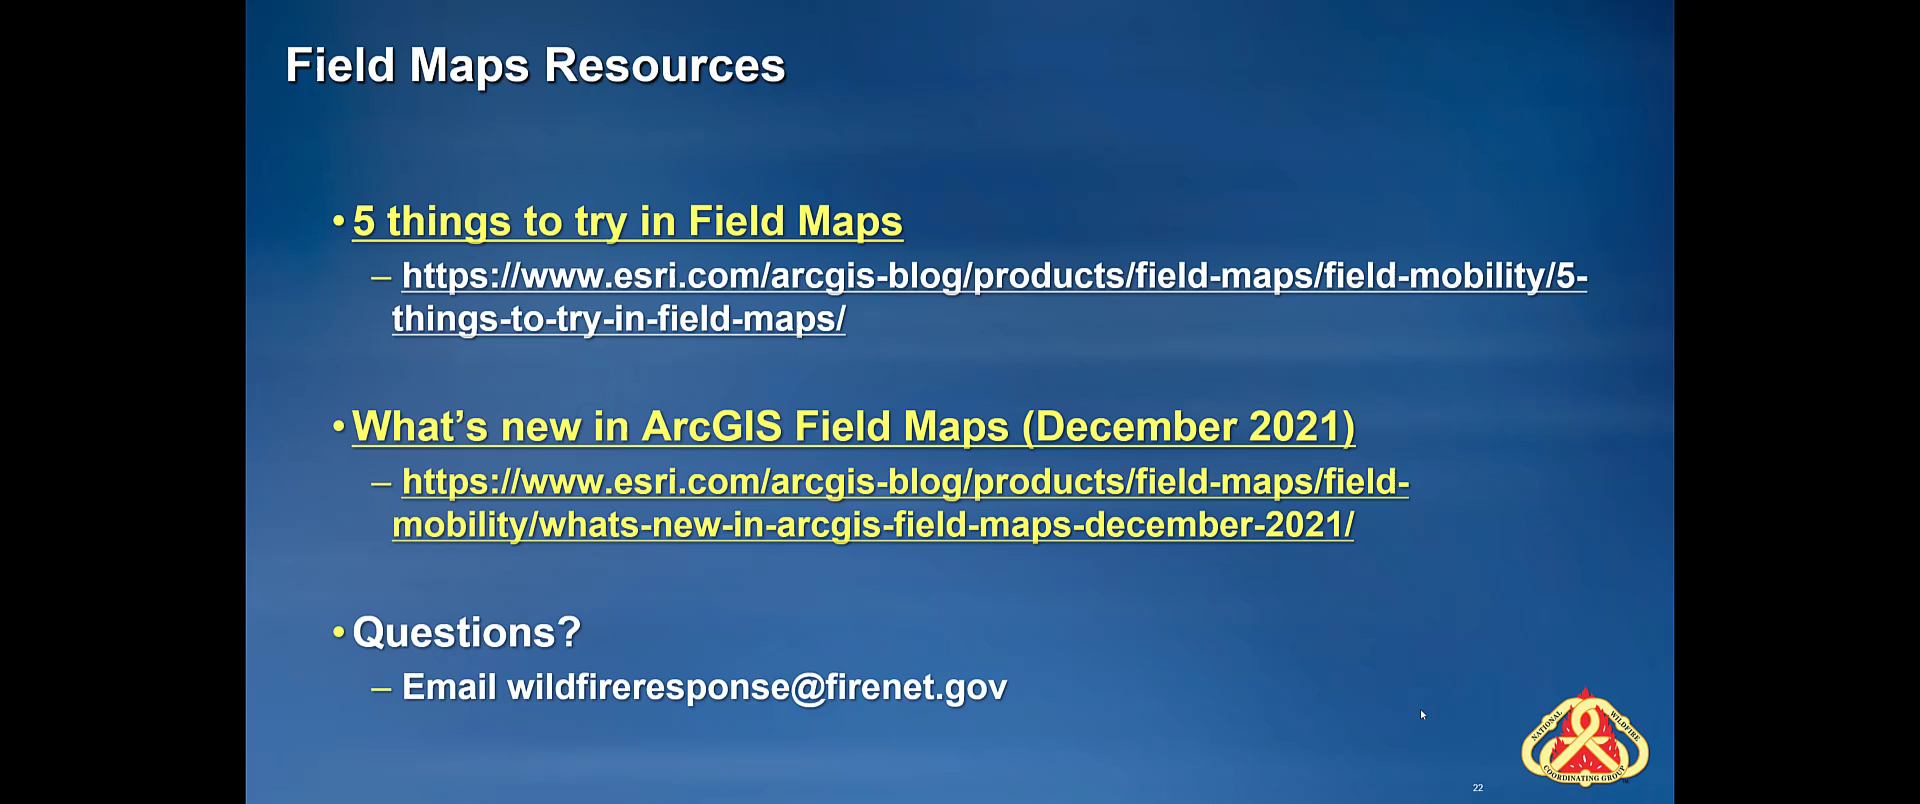 Field Maps Resources
• 5 things to try in Field Maps
– https://www.esri.com/arcgis-blog/products/field-maps/field-mobility/5-
things-to-try-in-field-maps/
• What’s new in ArcGIS Field Maps (December 2021)
– https://www.esri.com/arcgis-blog/products/field-maps/field-
mobility/whats-new-in-arcgis-field-maps-december-2021/
• Questions?
– Email wildfireresponse@firenet.gov
NATIONAL WILDFIRE
COORDINATING GROUP
22